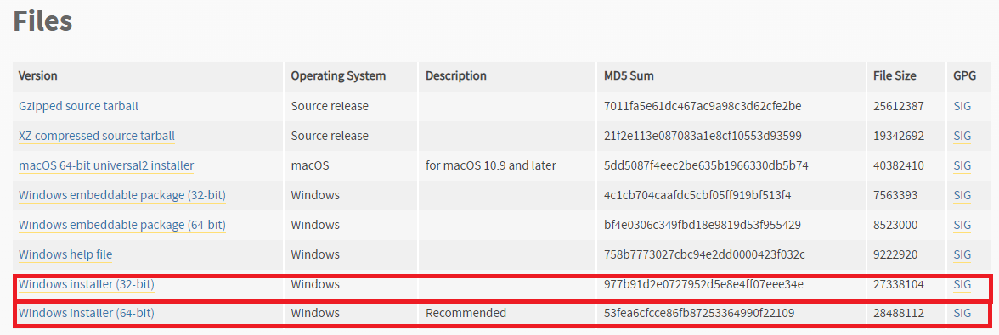 Files
Version Operating System Description MD5 Sum File Size GPG
Gzipped source tarball Source release 7011fa5e61dc467ac9a98c3d62cfe2be 25612387 SIG
XZ compressed source tarball Source release 21f2e113e087083a1e8cf10553d93599 19342692 SIG
macOS 64-bit universal2 installer macOS for macOS 10.9 and later 5dd5087f4eec2be635b1966330db5b74 40382410 SIG
Windows embeddable package (32-bit) Windows 4c1cb704caafdc5cbf05ff919bf513f4 7563393 SIG
Windows embeddable package (64-bit) Windows bf4e0306c349fbd18e9819d53f955429 8523000 SIG
Windows help file Windows 758b7773027cbc94e2dd0000423f032c 9222920 SIG
Windows installer (32-bit) Windows 977b91d2e0727952d5e8e4ff07eee34e 27338104 SIG
Windows installer (64-bit) Windows Recommended 53fea6cfcce86fb87253364990f22109 28488112 SIG